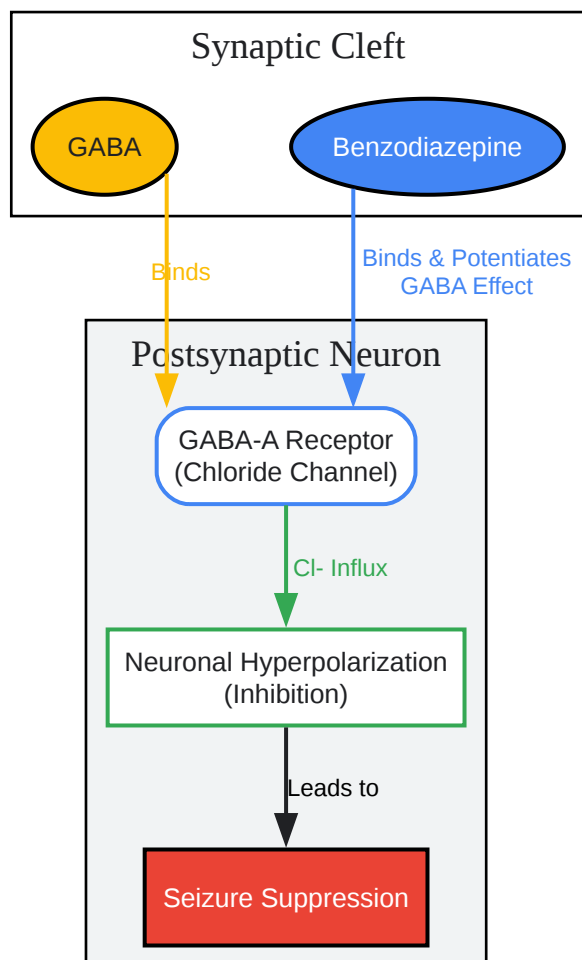 Synaptic Cleft
GABA
Benzodiazepine
Binds
Binds & Potentiates
GABA Effect
Postsynaptic Neuron
GABA-A Receptor
(Chloride Channel)
Cl- Influx
Neuronal Hyperpolarization
(Inhibition)
Leads to
Seizure Suppression